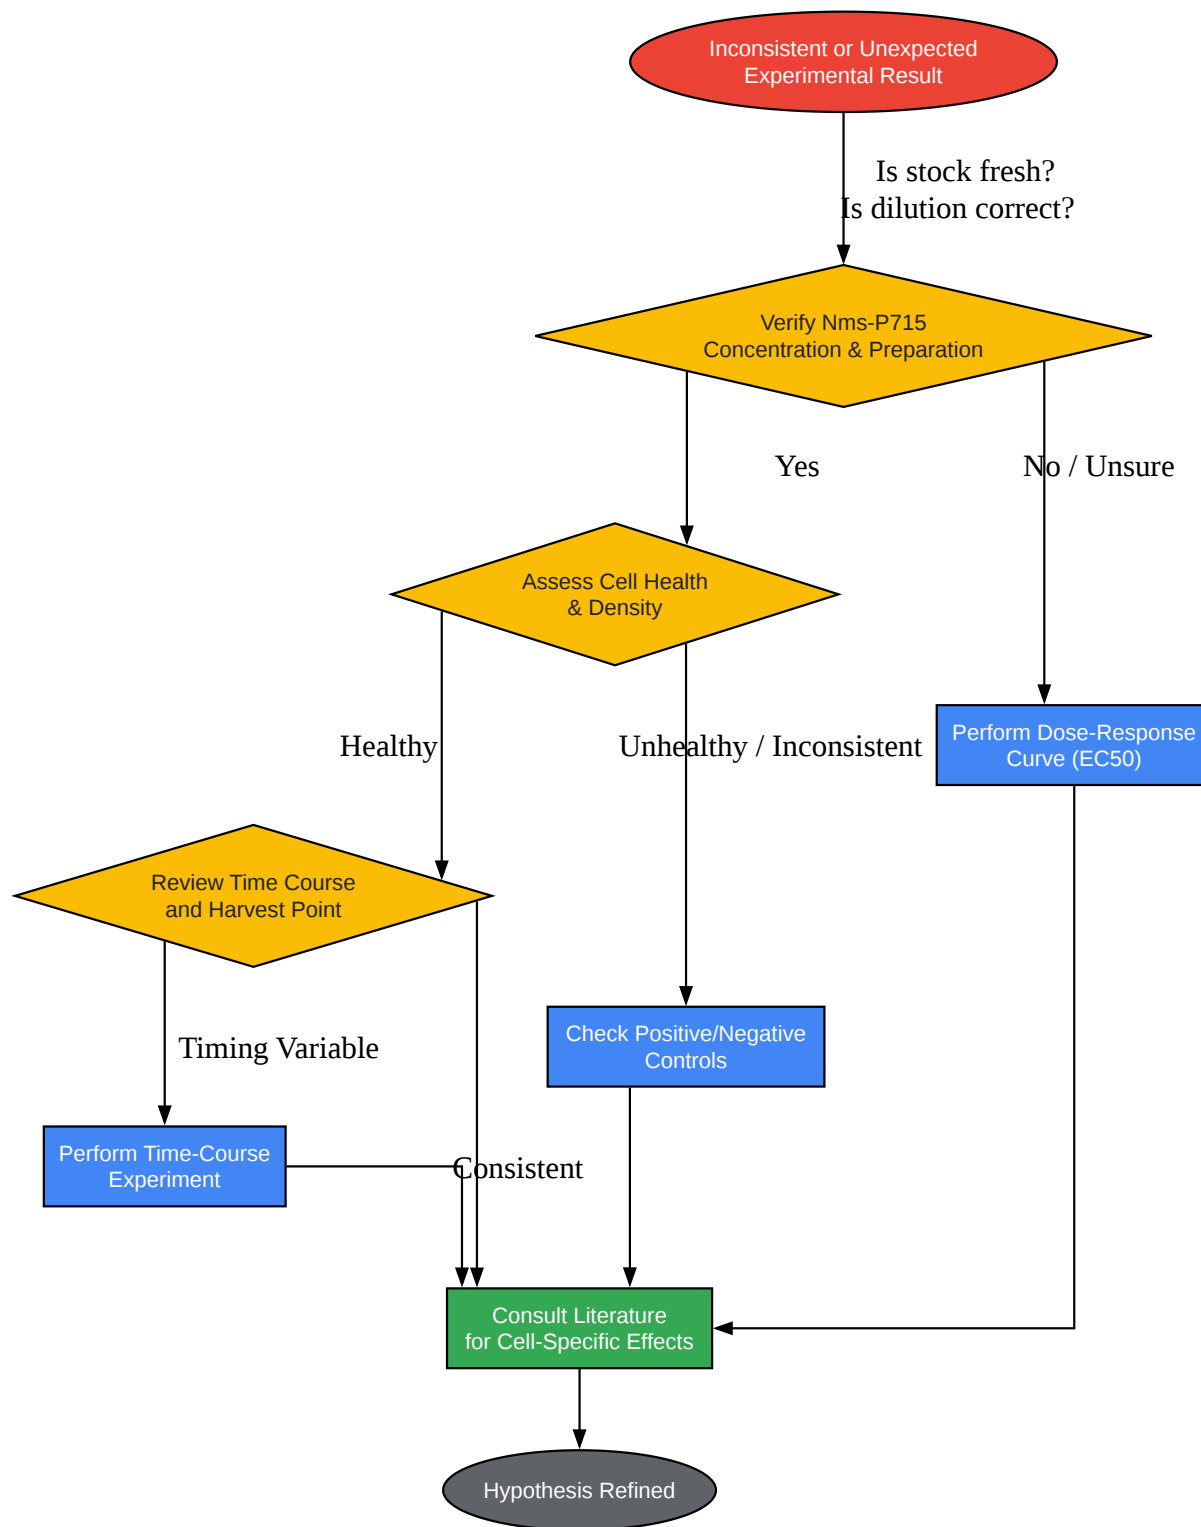 Inconsistent or Unexpected
Experimental Result
Is stock fresh?
Is dilution correct?
Verify Nms-P715
Concentration & Preparation
Yes
No / Unsure
Assess Cell Health
& Density
Healthy
Unhealthy / Inconsistent
Perform Dose-Response
Curve (EC50)
Review Time Course
and Harvest Point
Timing Variable
Check Positive/Negative
Controls
Perform Time-Course
Experiment
Consistent
Consult Literature
for Cell-Specific Effects
Hypothesis Refined